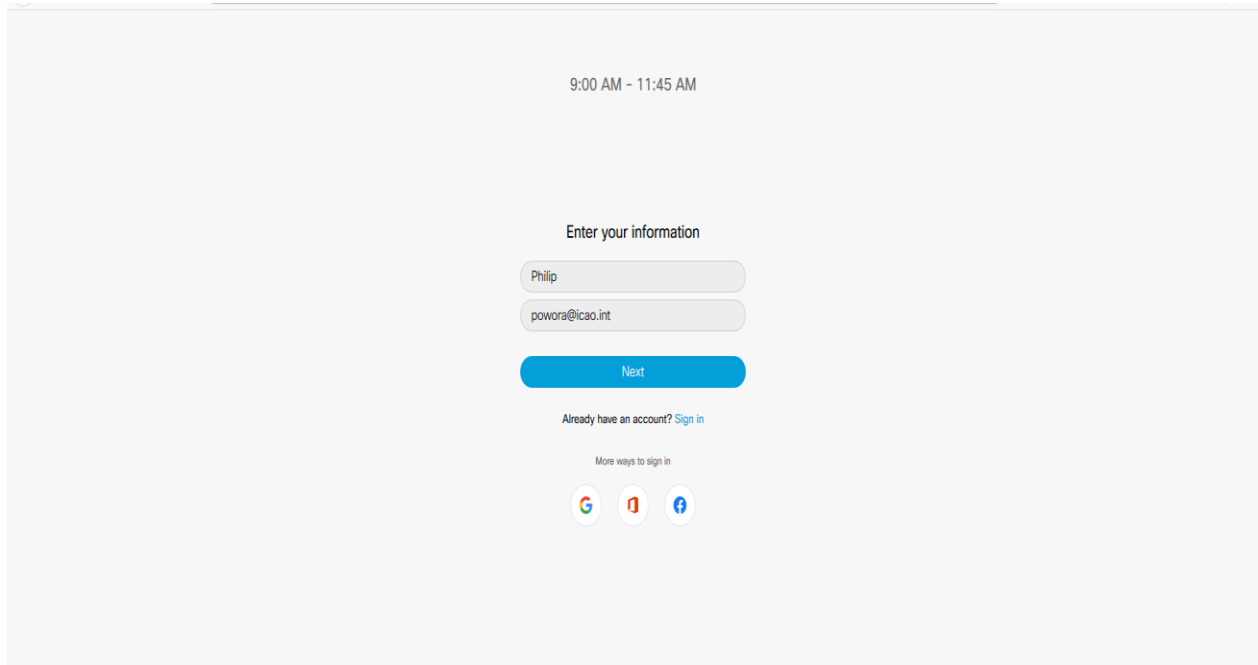 9:00 AM - 11:45 AM
Enter your information
Philip
powora@icao.int
Next
Already have an account? Sign in
More ways to sign in